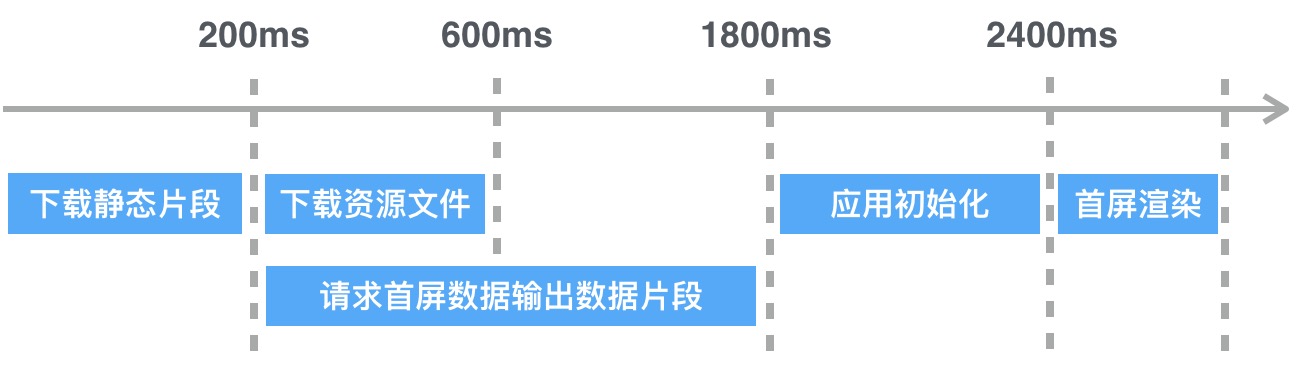 200ms 600ms 1800ms 2400ms
下载静态片段 下载资源文件 应用初始化 首屏渲染
请求首屏数据输出数据片段